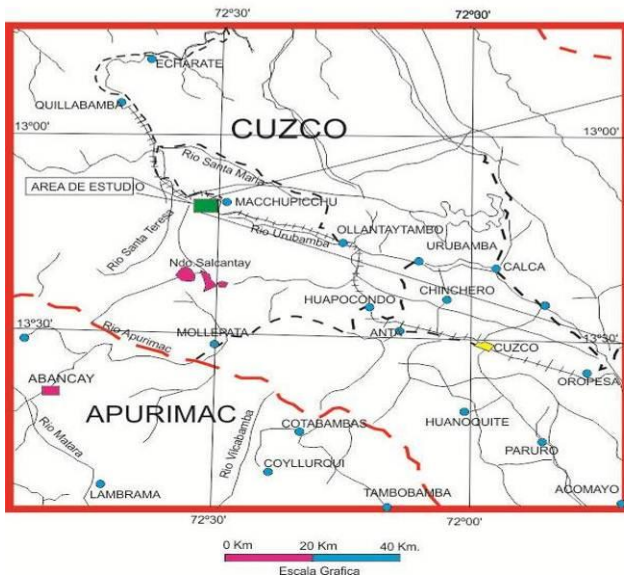 72°30'
72°00'
ECHARATE
QUILLABAMBA
13°00'
13°00'
CUZCO
Rio Santa Maria
AREA DE ESTUDIO
MACCHUPICCHU
OLLANTAYTAMBO
Rio Urubamba
URUBAMBA
Rio Santa Teresa
CALCA
Ndo Salcantay
CHINCHERO
HUAPOCONDO
13°30'
13°30'
Rio Apurimac
MOLLEPATA
ANTA
CUZCO
ABANCAY
OROPESA
APURIMAC
COTABAMBAS
HUANOQUITE
Rio Matara
Rio Vilcabamba
PARURO
COYLLURQUI
LAMBRAMA
TAMBOBAMBA
ACOMAYO
72°30'
72°00'
0 Km
20 Km
40 Km.
Escala Grafica